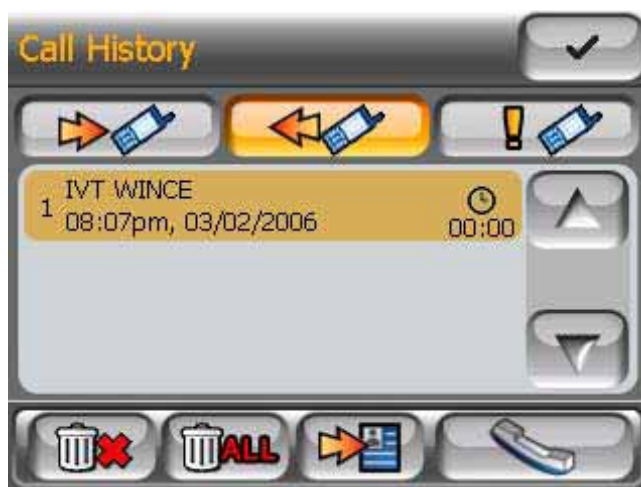 Call History
1
IVT WINCE
08:07pm, 03/02/2006
00:00
ALL